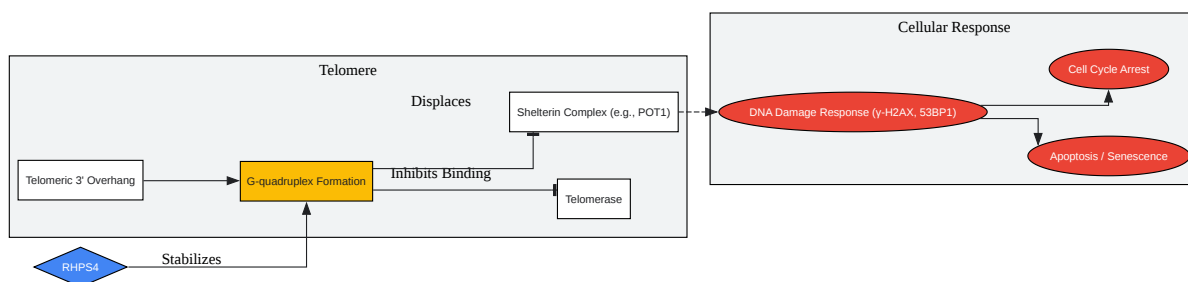 Cellular Response
Telomere
Cell Cycle Arrest
Displaces
Shelterin Complex (e.g., POT1)
DNA Damage Response (γ-H2AX, 53BP1)
Apoptosis / Senescence
Inhibits Binding
Telomeric 3' Overhang
G-quadruplex Formation
Telomerase
Stabilizes
RHPS4